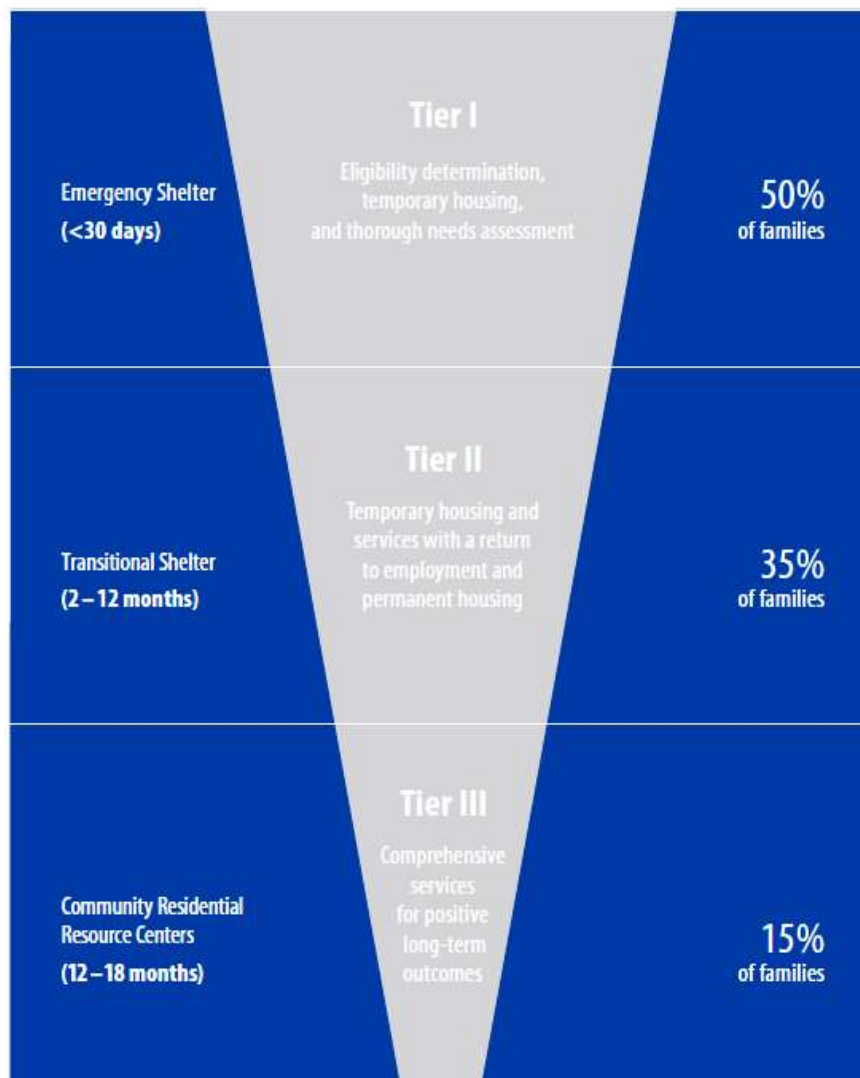 Tier I
Emergency Shelter
(<30 days)
Eligibility determination,
temporary housing,
and thorough needs assessment
50%
of families
Tier II
Transitional Shelter
(2–12 months)
Temporary housing and
services with a return
to employment and
permanent housing
35%
of families
Tier III
Community Residential
Resource Centers
(12–18 months)
Comprehensive
services
for positive
long-term
outcomes
15%
of families